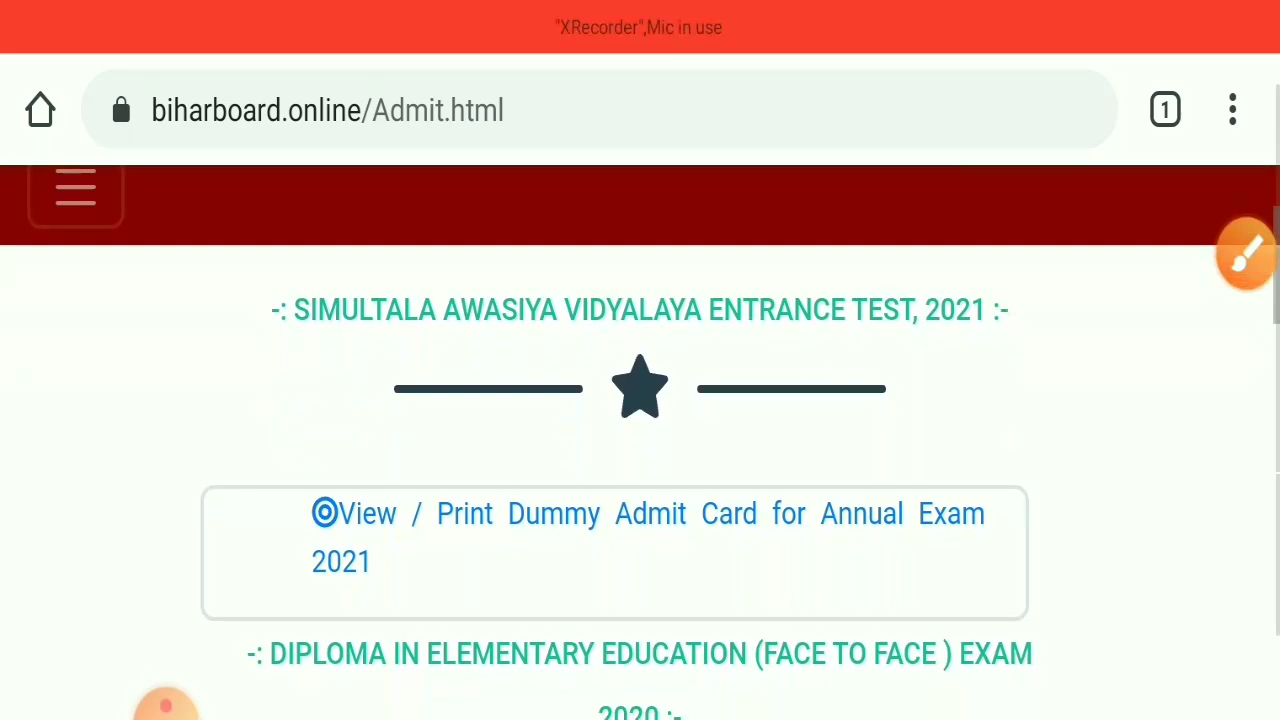 "XRecorder",Mic in use
biharboard.online/Admit.html
1
-: SIMULTALA AWASIYA VIDYALAYA ENTRANCE TEST, 2021 :-
View / Print Dummy Admit Card for Annual Exam
2021
-: DIPLOMA IN ELEMENTARY EDUCATION (FACE TO FACE ) EXAM
2020 :-